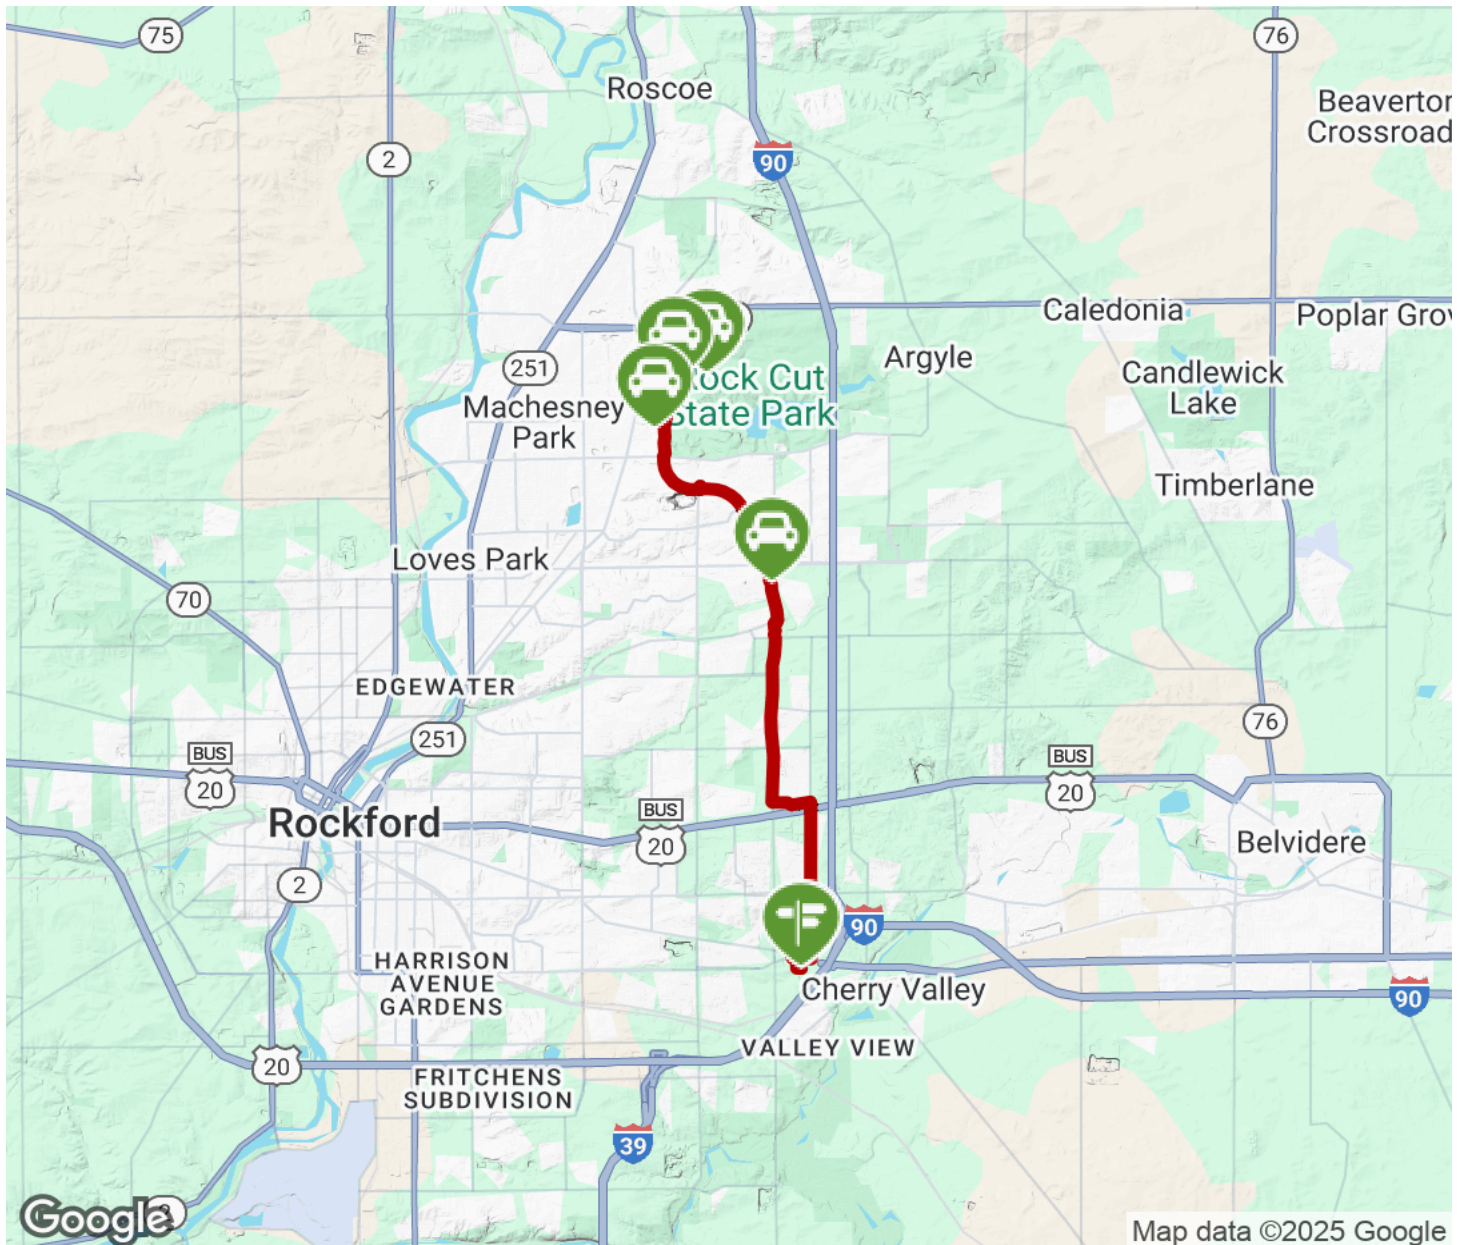 75
76
Roscoe
Beaverton
Crossroad
2
90
Caledonia
Poplar Grov
251
Argyle
Rock Cut
State Park
Candlewick
Lake
Machesney
Park
Timberlane
Loves Park
70
EDGEWATER
251
76
BUS
20
BUS
20
BUS
20
Rockford
Belvidere
2
90
HARRISON
AVENUE
GARDENS
Cherry Valley
90
VALLEY VIEW
20
FRITCHENS
SUBDIVISION
39
Google
Map data ©2025 Google